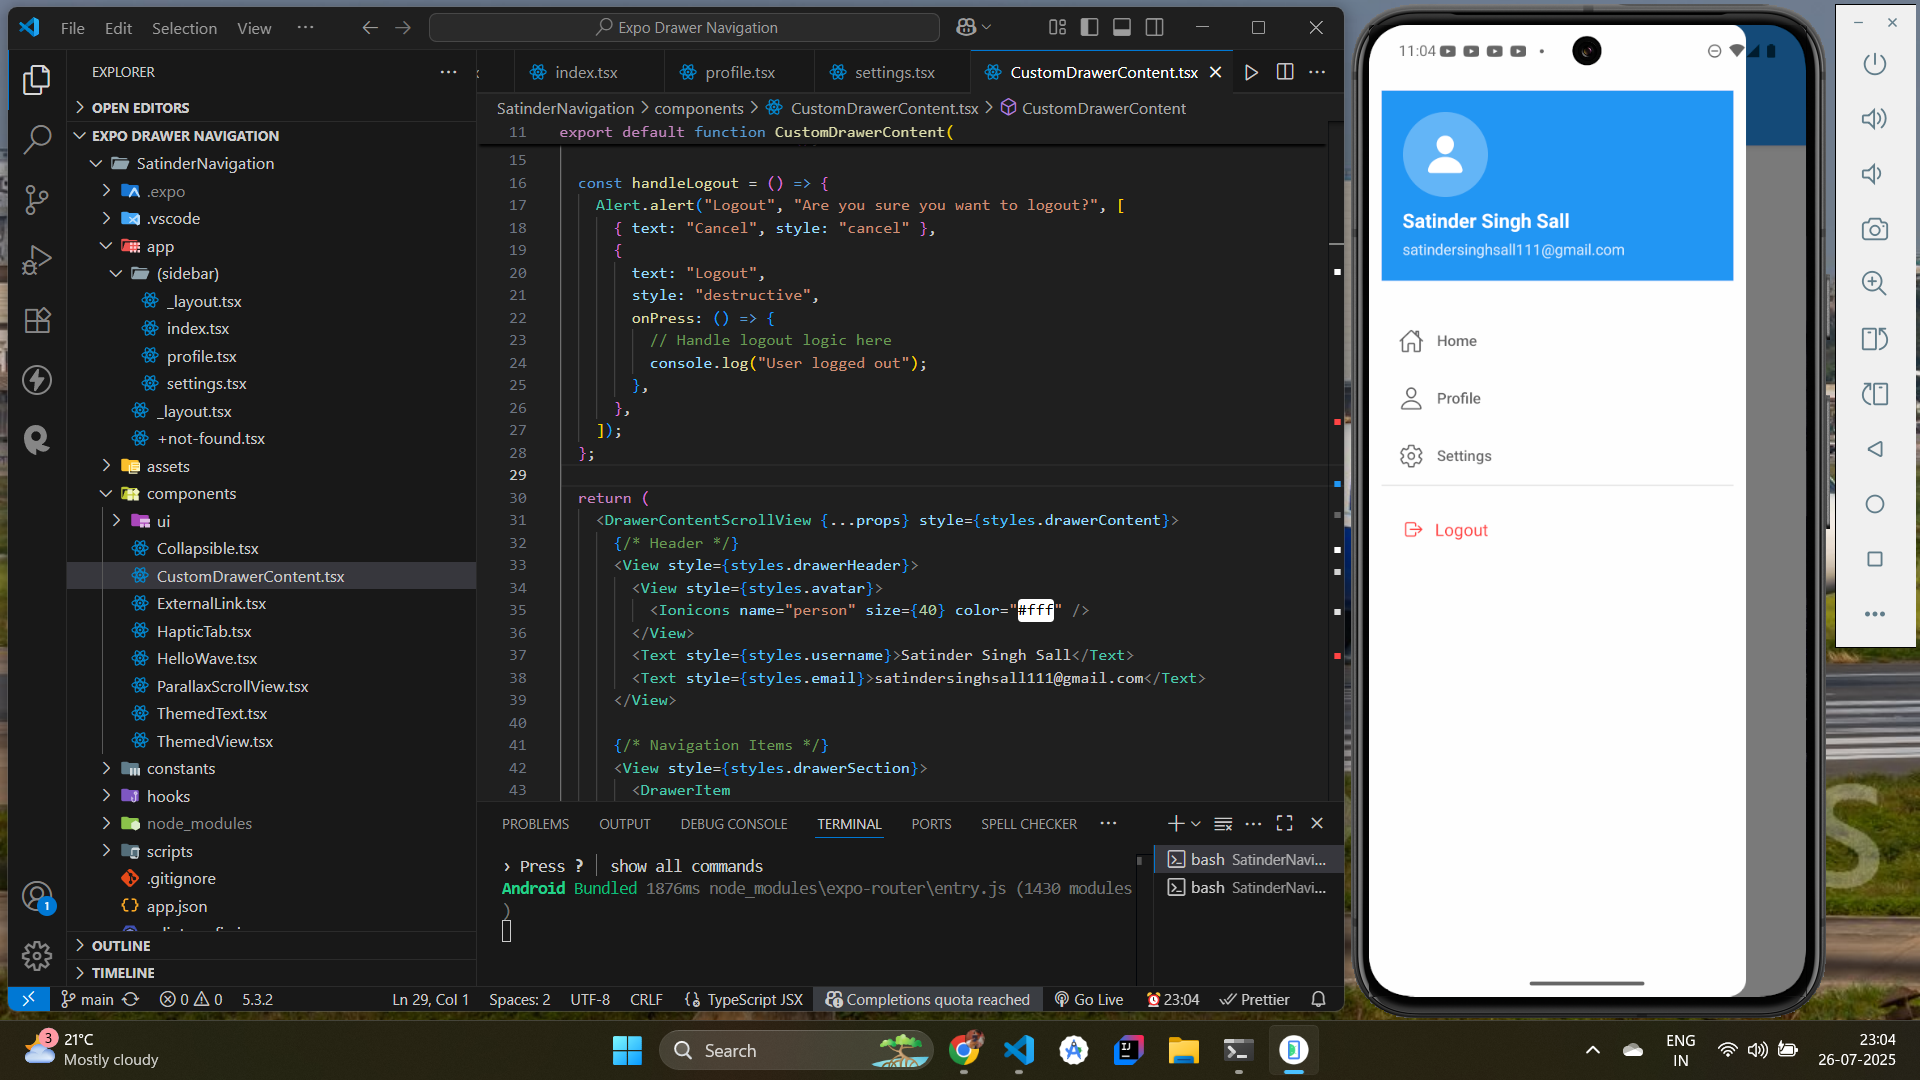 File Edit Selection View ··· Expo Drawer Navigation
EXPLORER
OPEN EDITORS
EXPO DRAWER NAVIGATION
SatinderNavigation
.expo
.vscode
app
(sidebar)
_layout.tsx
index.tsx
profile.tsx
settings.tsx
_layout.tsx
+not-found.tsx
assets
components
ui
Collapsible.tsx
CustomDrawerContent.tsx
ExternalLink.tsx
HapticTab.tsx
HelloWave.tsx
ParallaxScrollView.tsx
ThemedText.tsx
ThemedView.tsx
constants
hooks
node_modules
scripts
.gitignore
app.json
OUTLINE
TIMELINE
index.tsx profile.tsx settings.tsx CustomDrawerContent.tsx
SatinderNavigation > components > CustomDrawerContent.tsx > CustomDrawerContent
11 export default function CustomDrawerContent(
15
16 const handleLogout = () => {
17 Alert.alert("Logout", "Are you sure you want to logout?", [
18 { text: "Cancel", style: "cancel" },
19 {
20 text: "Logout",
21 style: "destructive",
22 onPress: () => {
23 // Handle logout logic here
24 console.log("User logged out");
25 },
26 },
27 ]);
28 };
29
30 return (
31 <DrawerContentScrollView {...props} style={styles.drawerContent}>
32 {/* Header */}
33 <View style={styles.drawerHeader}>
34 <View style={styles.avatar}>
35 <Ionicons name="person" size={40} color="#fff" />
36 </View>
37 <Text style={styles.username}>Satinder Singh Sall</Text>
38 <Text style={styles.email}>satindersinghsall111@gmail.com</Text>
39 </View>
40
41 {/* Navigation Items */}
42 <View style={styles.drawerSection}>
43 <DrawerItem
PROBLEMS OUTPUT DEBUG CONSOLE TERMINAL PORTS SPELL CHECKER ···
› Press ? │ show all commands
Android Bundled 1876ms node_modules\expo-router\entry.js (1430 modules
)
bash SatinderNavi...
bash SatinderNavi...
1
main 0 0 5.3.2 Ln 29, Col 1 Spaces: 2 UTF-8 CRLF {} TypeScript JSX Completions quota reached Go Live 23:04 Prettier
11:04
Satinder Singh Sall
satindersinghsall111@gmail.com
Home
Profile
Settings
Logout
S
3
21°C
Mostly cloudy
Search
ENG
IN
23:04
26-07-2025